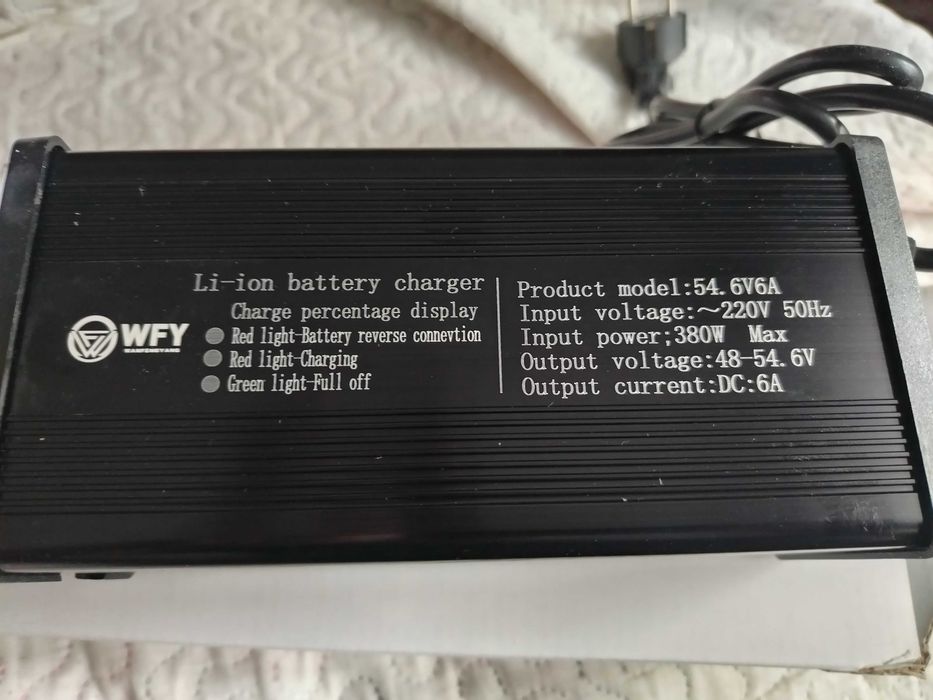 Li-ion battery charger
Charge percentage display
Red light-Battery reverse connevtion
Red light-Charging
Green light-Full off
WFY
WANFENGYANG
Product model:54.6V6A
Input voltage:~220V 50Hz
Input power;380W Max
Output voltage:48-54.6V
Output current:DC:6A